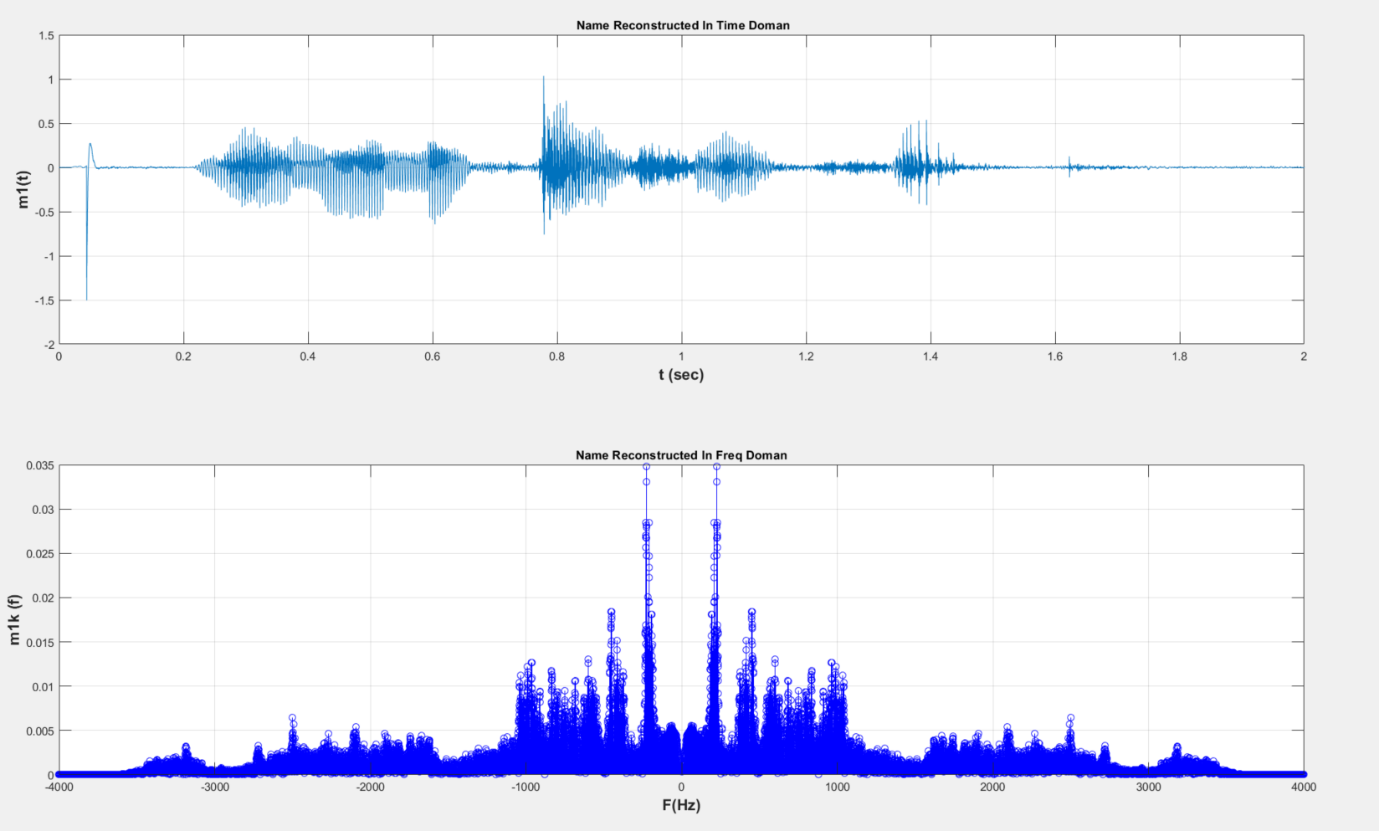 Name Reconstructed In Time Doman
1.5
1
0.5
0
-0.5
-1
-1.5
-2
m1(t)
0 0.2 0.4 0.6 0.8 1 1.2 1.4 1.6 1.8 2
t (sec)
Name Reconstructed In Freq Doman
0.035
0.03
0.025
0.02
0.015
0.01
0.005
0
m1k (f)
-4000 -3000 -2000 -1000 0 1000 2000 3000 4000
F(Hz)